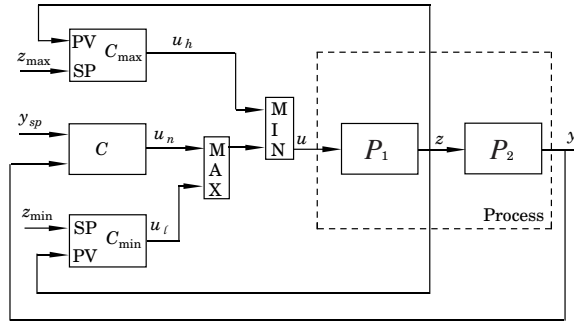 PV
SP
C_max
z_max
u_h
y_sp
C
u_n
M
A
X
M
I
N
u
P_1
z
P_2
y
Process
z_min
SP
PV
C_min
u_ℓ